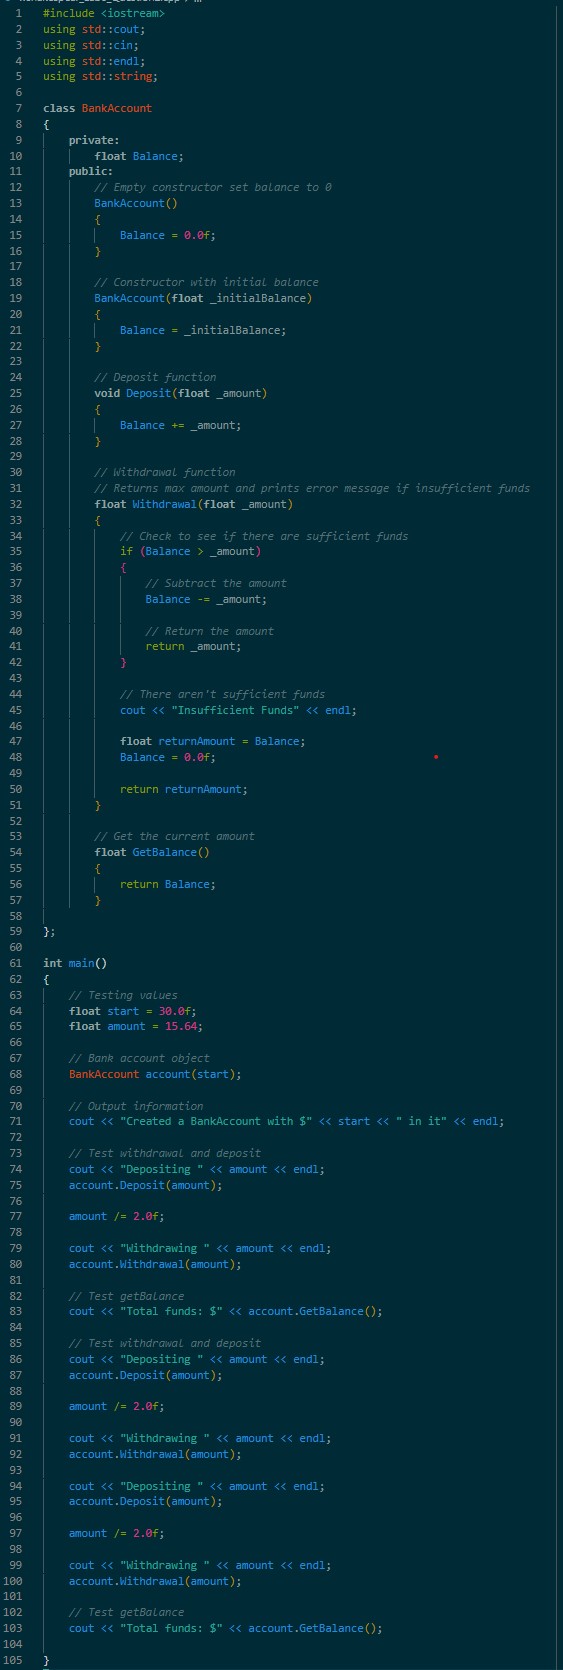 1 #include <iostream>
2 using std::cout;
3 using std::cin;
4 using std::endl;
5 using std::string;
6
7 class BankAccount
8 {
9     private:
10         float Balance;
11     public:
12         // Empty constructor set balance to 0
13         BankAccount()
14         {
15             Balance = 0.0f;
16         }
17
18         // Constructor with initial balance
19         BankAccount(float _initialBalance)
20         {
21             Balance = _initialBalance;
22         }
23
24         // Deposit function
25         void Deposit(float _amount)
26         {
27             Balance += _amount;
28         }
29
30         // Withdrawal function
31         // Returns max amount and prints error message if insufficient funds
32         float Withdrawal(float _amount)
33         {
34             // Check to see if there are sufficient funds
35             if (Balance > _amount)
36             {
37                 // Subtract the amount
38                 Balance -= _amount;
39
40                 // Return the amount
41                 return _amount;
42             }
43
44             // There aren't sufficient funds
45             cout << "Insufficient Funds" << endl;
46
47             float returnAmount = Balance;
48             Balance = 0.0f;
49
50             return returnAmount;
51         }
52
53         // Get the current amount
54         float GetBalance()
55         {
56             return Balance;
57         }
58
59 };
60
61 int main()
62 {
63     // Testing values
64     float start = 30.0f;
65     float amount = 15.64;
66
67     // Bank account object
68     BankAccount account(start);
69
70     // Output information
71     cout << "Created a BankAccount with $" << start << " in it" << endl;
72
73     // Test withdrawal and deposit
74     cout << "Depositing " << amount << endl;
75     account.Deposit(amount);
76
77     amount /= 2.0f;
78
79     cout << "Withdrawing " << amount << endl;
80     account.Withdrawal(amount);
81
82     // Test getBalance
83     cout << "Total funds: $" << account.GetBalance();
84
85     // Test withdrawal and deposit
86     cout << "Depositing " << amount << endl;
87     account.Deposit(amount);
88
89     amount /= 2.0f;
90
91     cout << "Withdrawing " << amount << endl;
92     account.Withdrawal(amount);
93
94     cout << "Depositing " << amount << endl;
95     account.Deposit(amount);
96
97     amount /= 2.0f;
98
99     cout << "Withdrawing " << amount << endl;
100     account.Withdrawal(amount);
101
102     // Test getBalance
103     cout << "Total funds: $" << account.GetBalance();
104
105 }